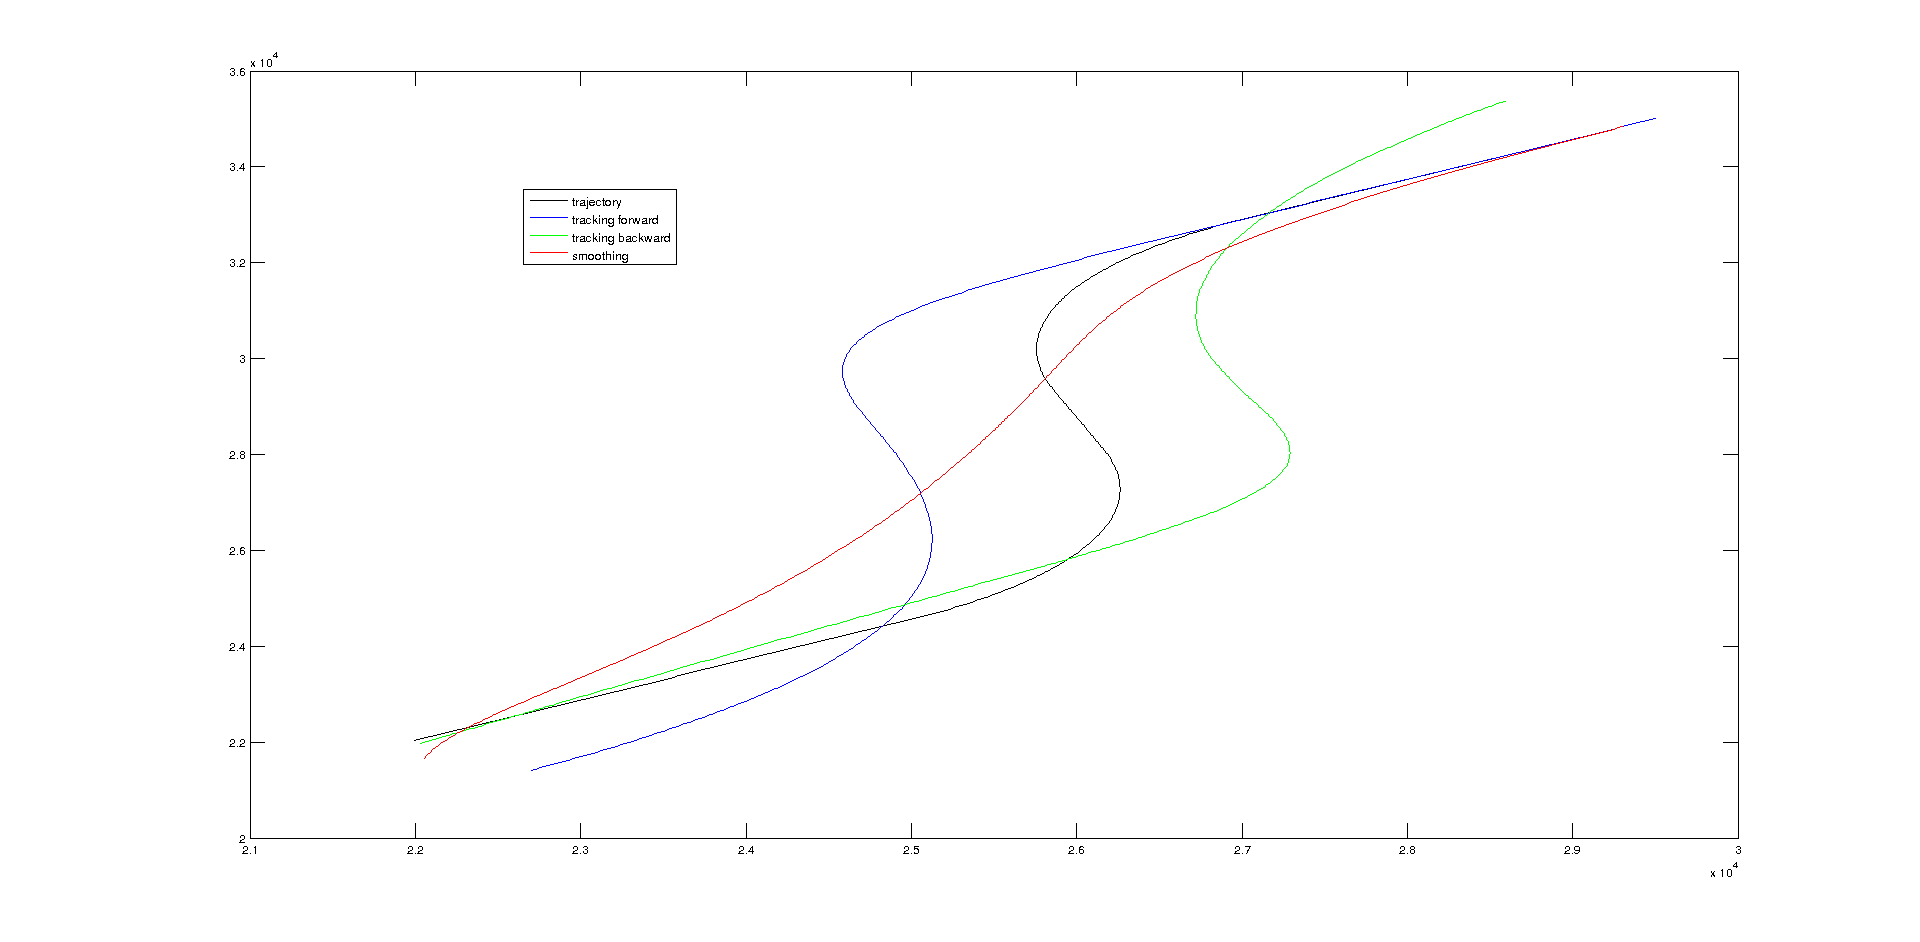 x 10^4
3.6
3.4
3.2
3
2.8
2.6
2.4
2.2
2
trajectory
tracking forward
tracking backward
smoothing
2.1 2.2 2.3 2.4 2.5 2.6 2.7 2.8 2.9 3
x 10^4